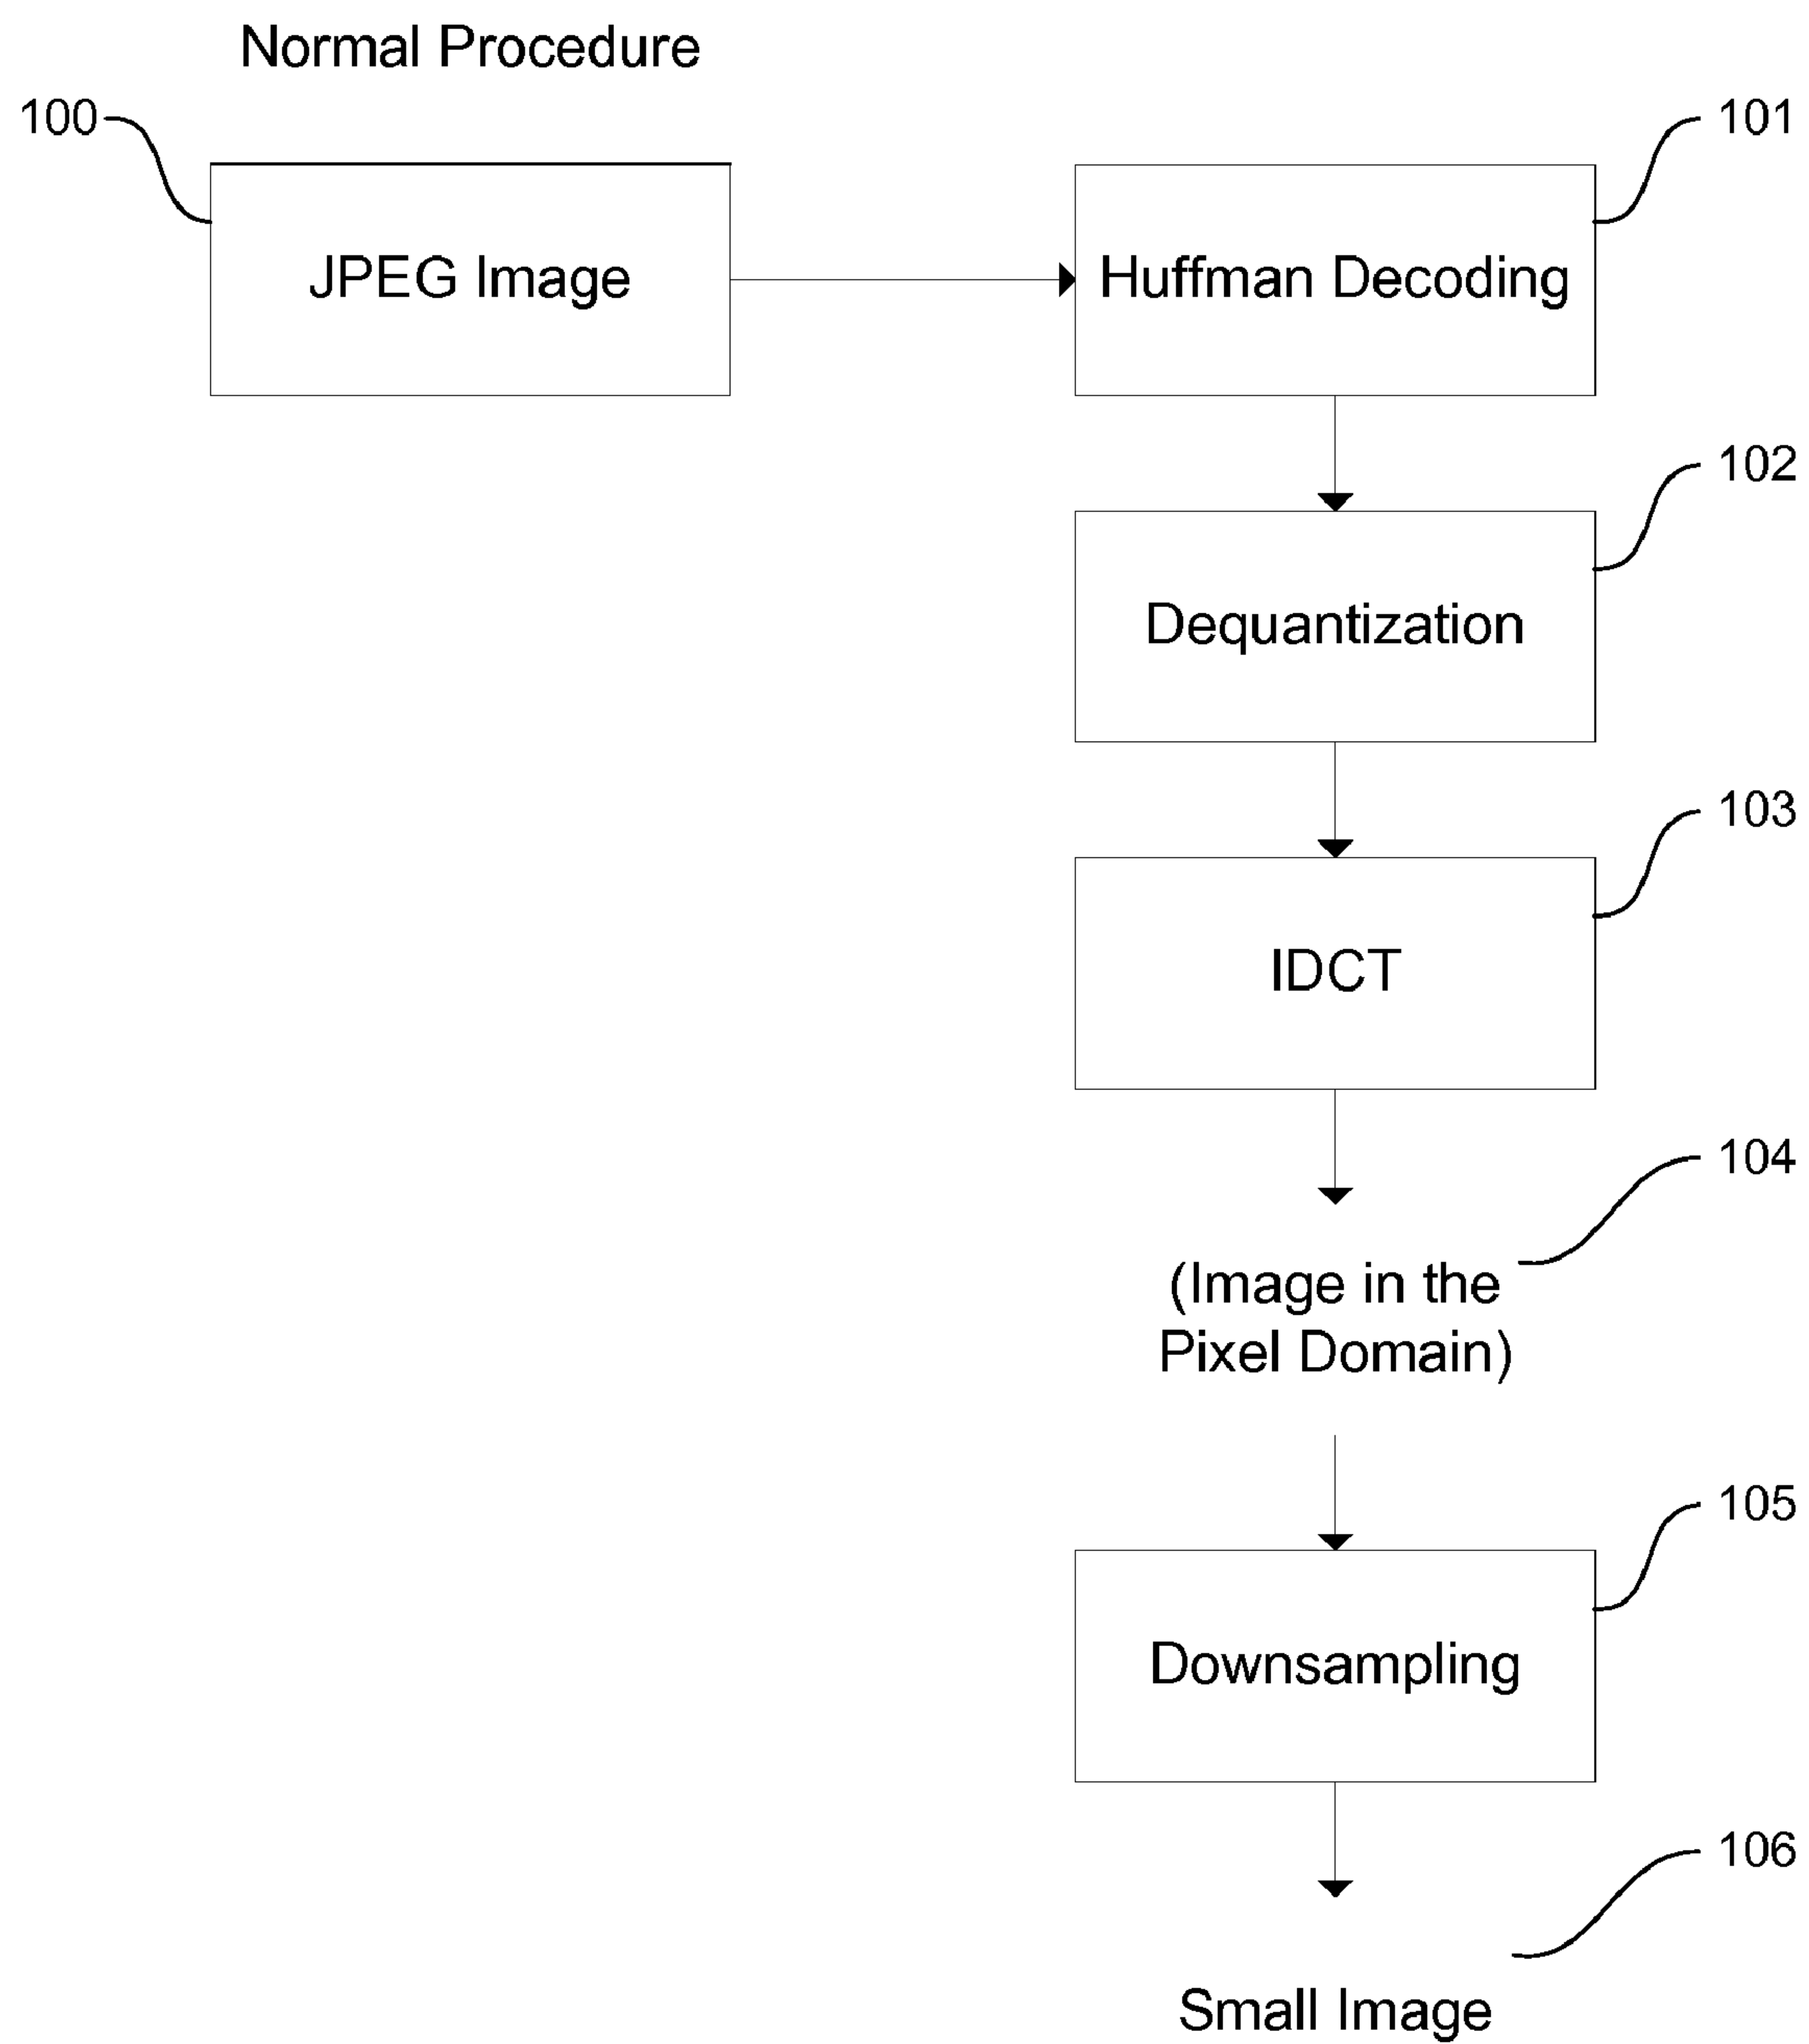 Normal Procedure
100
101
JPEG Image
Huffman Decoding
102
Dequantization
103
IDCT
104
(Image in the
Pixel Domain)
105
Downsampling
106
Small Image